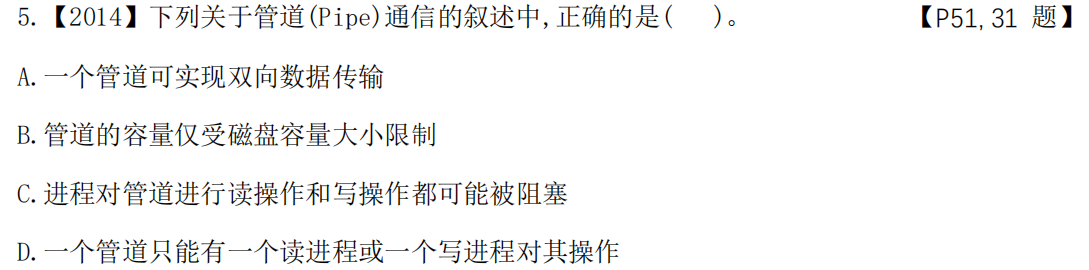 5.【2014】下列关于管道(Pipe)通信的叙述中,正确的是(  )。 【P51,31 题】
A.一个管道可实现双向数据传输
B.管道的容量仅受磁盘容量大小限制
C.进程对管道进行读操作和写操作都可能被阻塞
D.一个管道只能有一个读进程或一个写进程对其操作